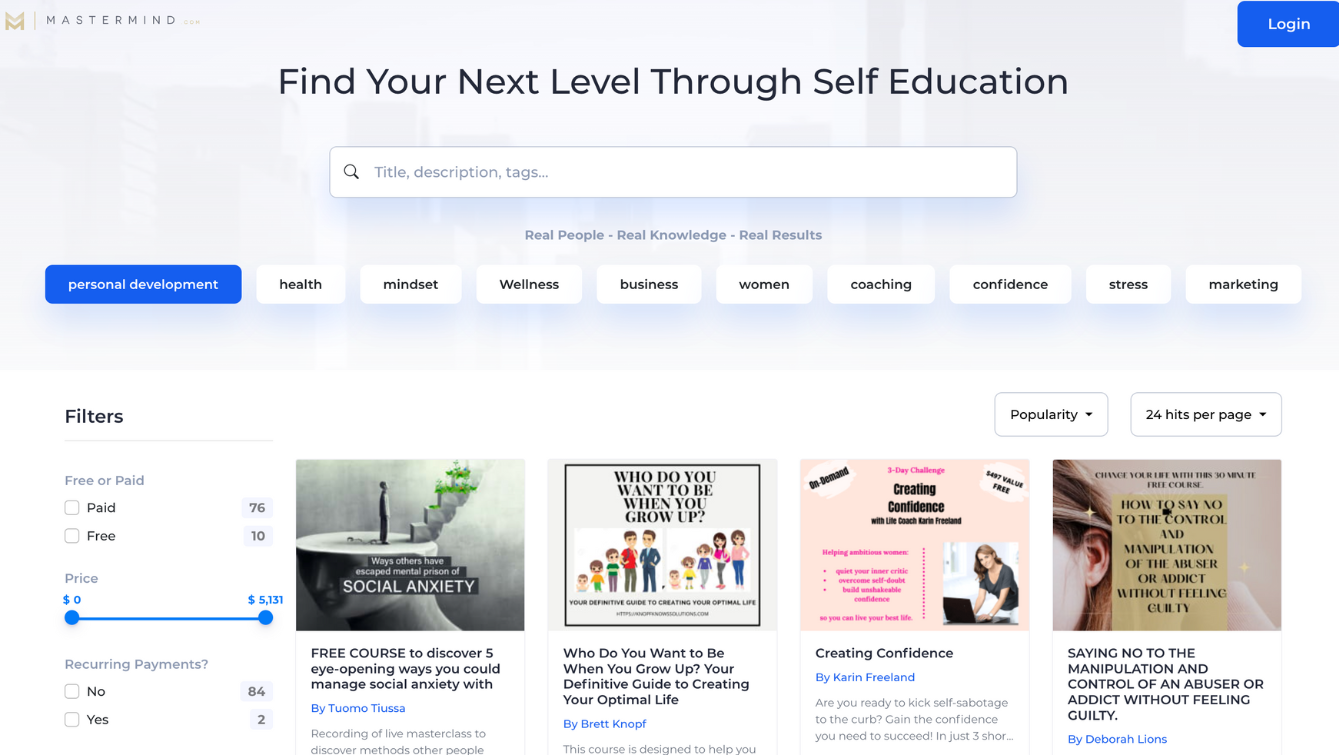 MASTERMIND .COM
Login
Find Your Next Level Through Self Education
Title, description, tags...
Real People - Real Knowledge - Real Results
personal development
health
mindset
Wellness
business
women
coaching
confidence
stress
marketing
Filters
Popularity
24 hits per page
Free or Paid
Paid
76
Free
10
Price
$ 0
$ 5,131
Recurring Payments?
No
84
Yes
2
Ways others have
escaped mental prison of
SOCIAL ANXIETY
FREE COURSE to discover 5
eye-opening ways you could
manage social anxiety with
By Tuomo Tiussa
Recording of live masterclass to
discover methods other people
WHO DO YOU
WANT TO BE
WHEN YOU
GROW UP?
YOUR DEFINITIVE GUIDE TO CREATING YOUR OPTIMAL LIFE
HTTPS://KNOPFKNOWSSOLUTIONS.COM
Who Do You Want to Be
When You Grow Up? Your
Definitive Guide to Creating
Your Optimal Life
By Brett Knopf
This course is designed to help you
On-Demand
3-Day Challenge
$497 VALUE
FREE
Creating
Confidence
with Life Coach Karin Freeland
Helping ambitious women:
• quiet your inner critic
• overcome self-doubt
• build unshakeable
confidence
so you can live your best life.
Creating Confidence
By Karin Freeland
Are you ready to kick self-sabotage
to the curb? Gain the confidence
you need to succeed! In just 3 shor...
CHANGE YOUR LIFE WITH THIS 30 MINUTE
FREE COURSE.
HOW TO SAY NO
TO THE CONTROL
AND
MANIPULATION
OF THE ABUSER
OR ADDICT
WITHOUT FEELING
GUILTY
SAYING NO TO THE
MANIPULATION AND
CONTROL OF AN ABUSER OR
ADDICT WITHOUT FEELING
GUILTY.
By Deborah Lions